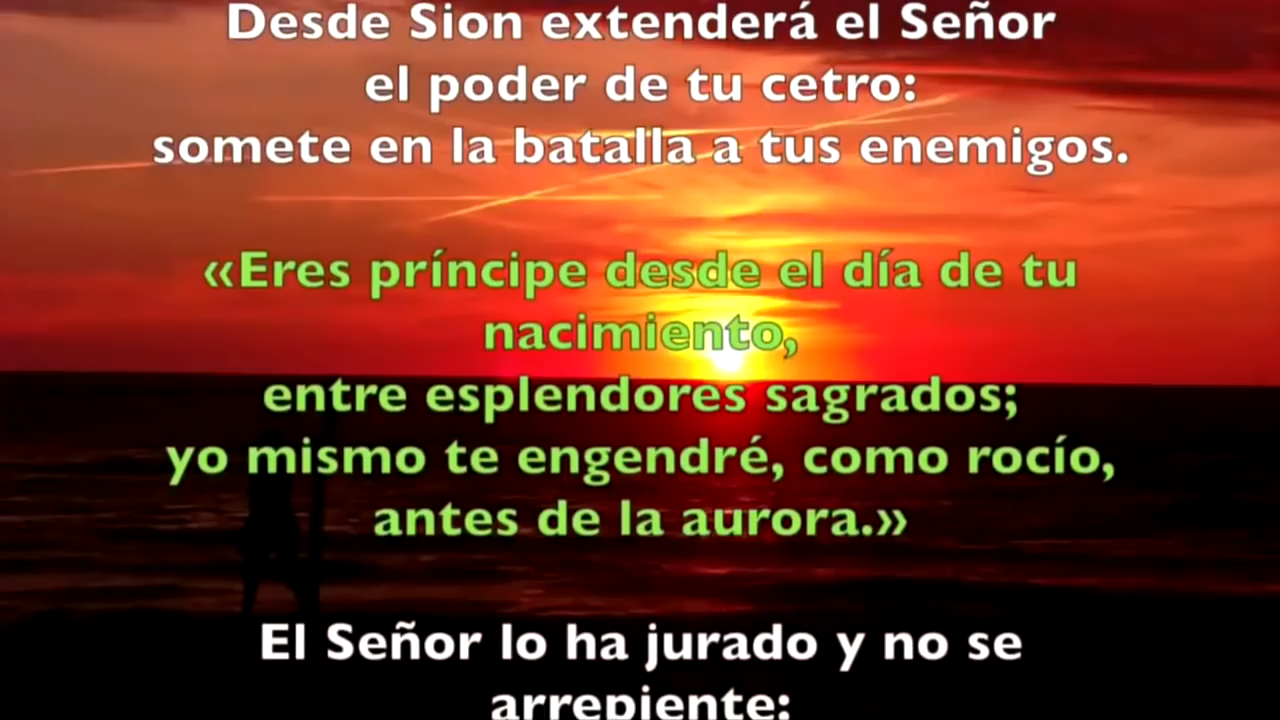 Desde Sion extenderá el Señor
el poder de tu cetro:
somete en la batalla a tus enemigos.
«Eres príncipe desde el día de tu
nacimiento,
entre esplendores sagrados;
yo mismo te engendré, como rocío,
antes de la aurora.»
El Señor lo ha jurado y no se
arrepiente: